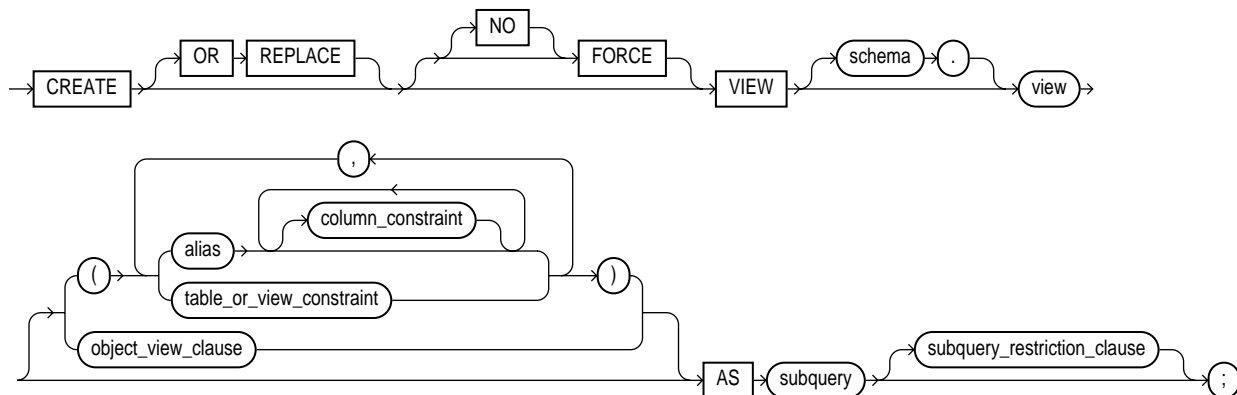 NO
OR REPLACE FORCE schema .
CREATE VIEW view
,
column_constraint
alias
( table_or_view_constraint )
object_view_clause subquery_restriction_clause
AS subquery ;